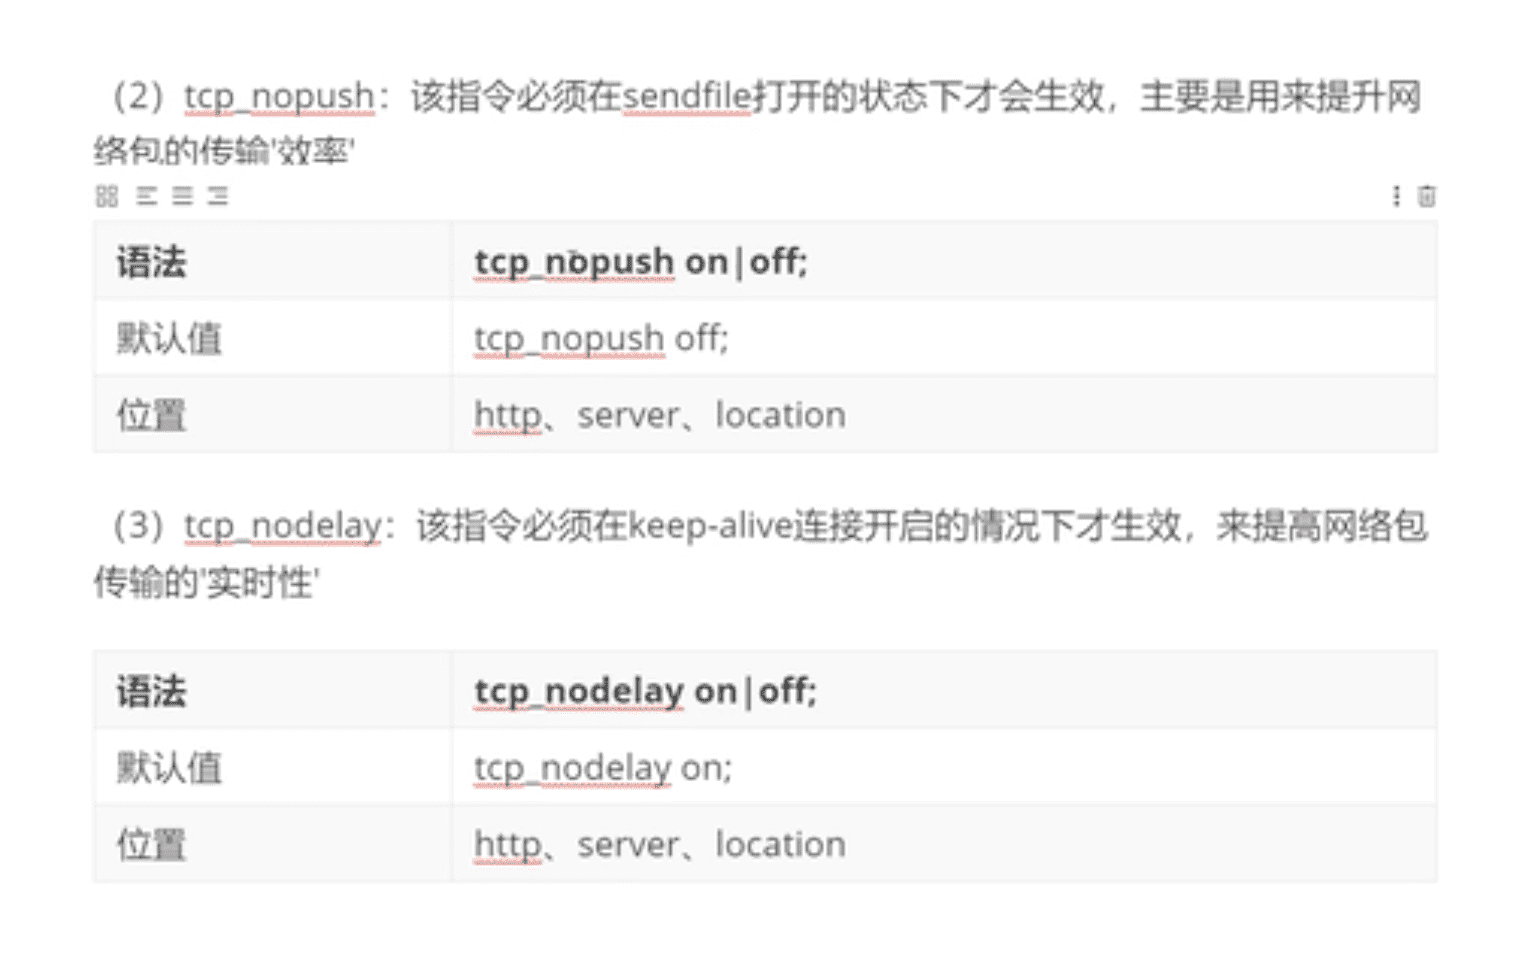 （2）tcp_nopush：该指令必须在sendfile打开的状态下才会生效，主要是用来提升网
络包的传输'效率'
语法 tcp_nopush on|off;
默认值 tcp_nopush off;
位置 http、server、location
（3）tcp_nodelay：该指令必须在keep-alive连接开启的情况下才生效，来提高网络包
传输的'实时性'
语法 tcp_nodelay on|off;
默认值 tcp_nodelay on;
位置 http、server、location